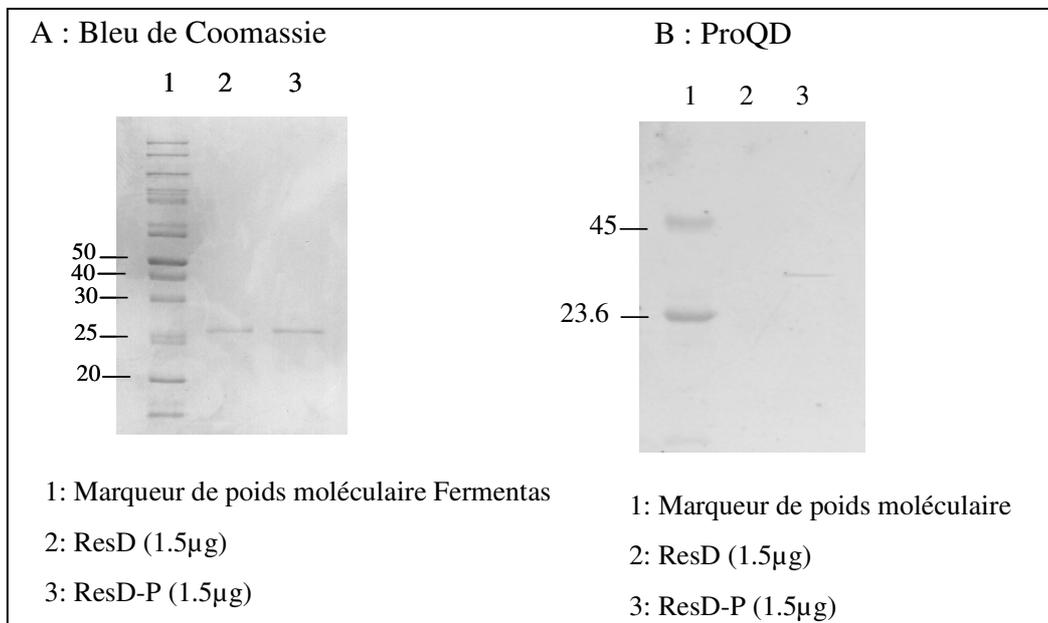 A : Bleu de Coomassie
1 2 3
50
40
30
25
20
1: Marqueur de poids moléculaire Fermentas
2: ResD (1.5µg)
3: ResD-P (1.5µg)
B : ProQD
1 2 3
45
23.6
1: Marqueur de poids moléculaire
2: ResD (1.5µg)
3: ResD-P (1.5µg)